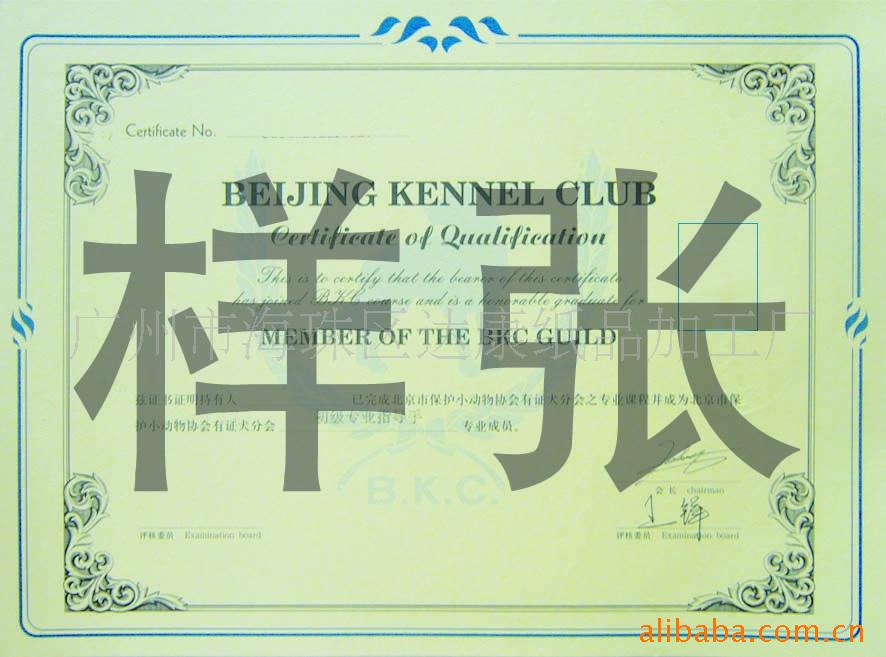 Certificate No.
BEIJING KENNEL CLUB
Certificate of Qualification
This is to certify that the bearer of this certificate
has joined B.K.C course and is a honorable graduate for
MEMBER OF THE BKC GUILD
样张
广州市海珠区达康纸品加工厂
兹证书证明持有人 已完成北京市保护小动物协会有证犬分会之专业课程并成为北京市保
护小动物协会有证犬分会 初级专业指导手 专业成员。
B.K.C.
会长 chairman
评核委员 Examination board
评核委员 Examination board
alibaba.com.cn